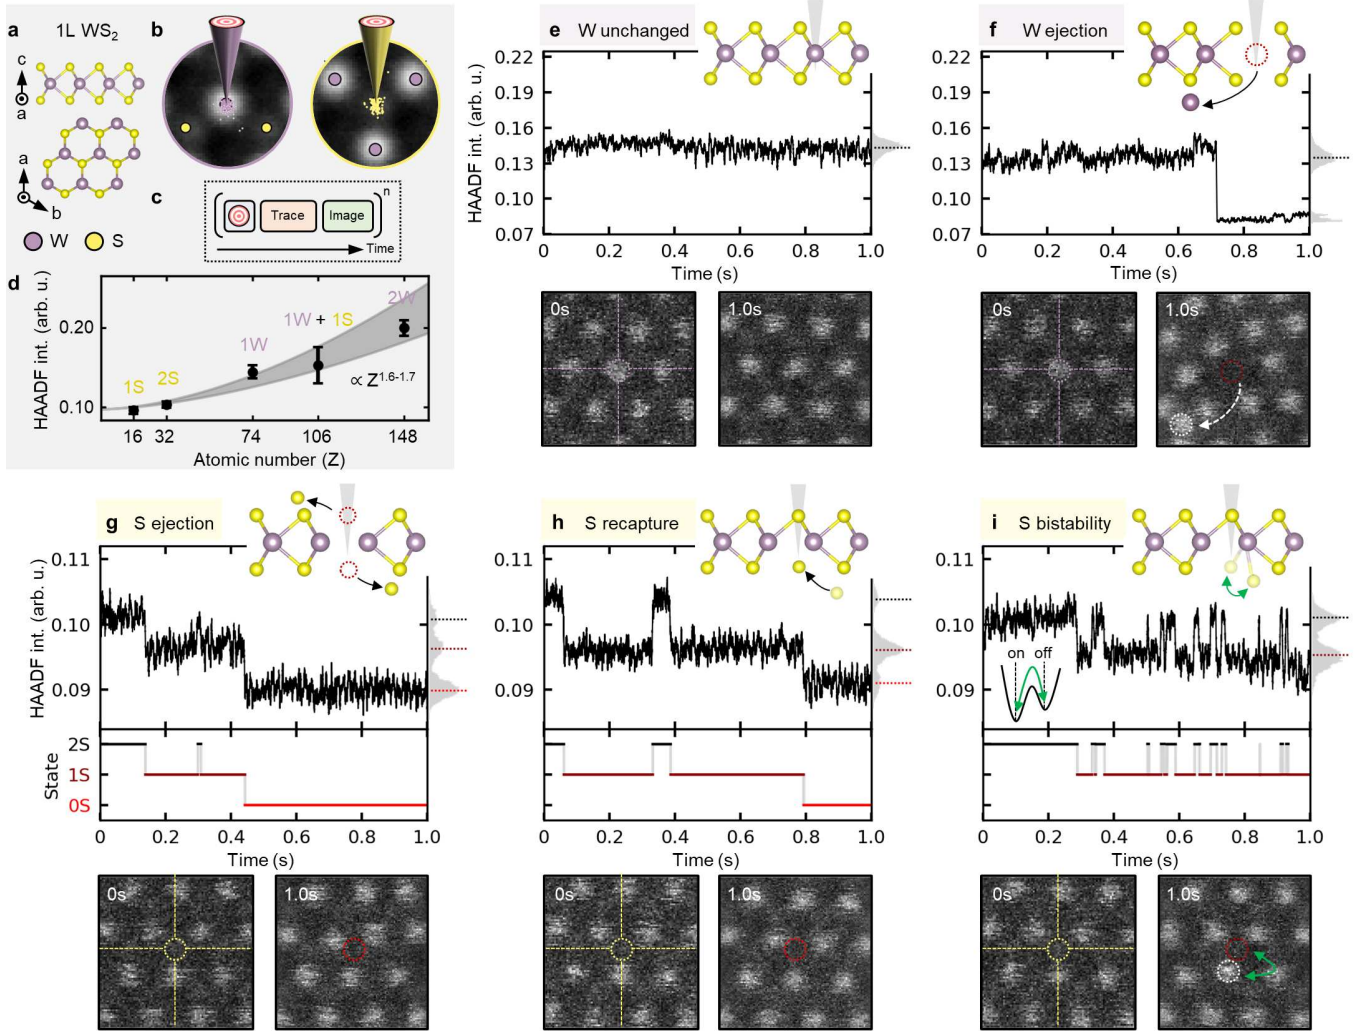 a
1L WS2
c
a
a
b
W
S
b
c
Trace
Image
n
Time
d
HAADF int. (arb. u.)
0.20
0.10
1S
2S
1W
1W + 1S
2W
∝ Z1.6-1.7
16
32
74
106
148
Atomic number (Z)
e W unchanged
HAADF int. (arb. u.)
0.22
0.19
0.16
0.13
0.10
0.07
0
0.2
0.4
0.6
0.8
1.0
Time (s)
0s
1.0s
f W ejection
0.22
0.19
0.16
0.13
0.10
0.07
0
0.2
0.4
0.6
0.8
1.0
Time (s)
0s
1.0s
g S ejection
HAADF int. (arb. u.)
0.11
0.10
0.09
State
2S
1S
0S
0
0.2
0.4
0.6
0.8
1.0
Time (s)
0s
1.0s
h S recapture
0.11
0.10
0.09
0
0.2
0.4
0.6
0.8
1.0
Time (s)
0s
1.0s
i S bistability
0.11
0.10
0.09
on
off
0
0.2
0.4
0.6
0.8
1.0
Time (s)
0s
1.0s